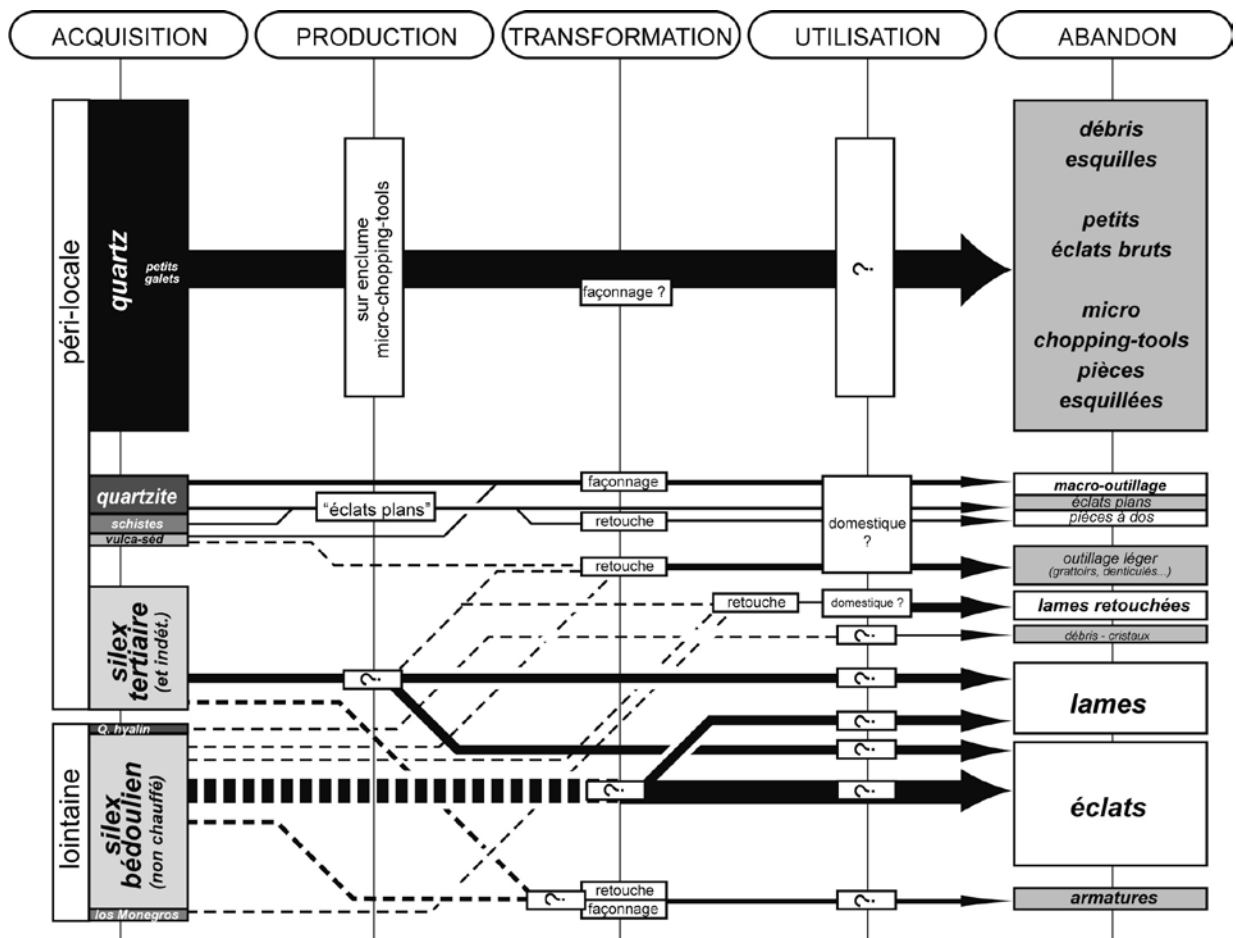 ACQUISITION
PRODUCTION
TRANSFORMATION
UTILISATION
ABANDON
péri-locale
quartz
petits
galets
sur enclume
micro-chopping-tools
façonnage ?
?
débris
esquilles
petits
éclats bruts
micro
chopping-tools
pièces
esquillées
quartzite
schistes
vulca-séd
"éclats plans"
façonnage
retouche
retouche
domestique
?
macro-outillage
éclats plans
pièces à dos
outillage léger
(grattoirs, denticulés...)
retouche
domestique ?
lames retouchées
?
débris - cristaux
silex
tertiaire
(et indét.)
?
?
lames
lointaine
Q. hyalin
silex
bédoulien
(non chauffé)
los Monegros
?
?
?
?
éclats
?
retouche
façonnage
?
armatures